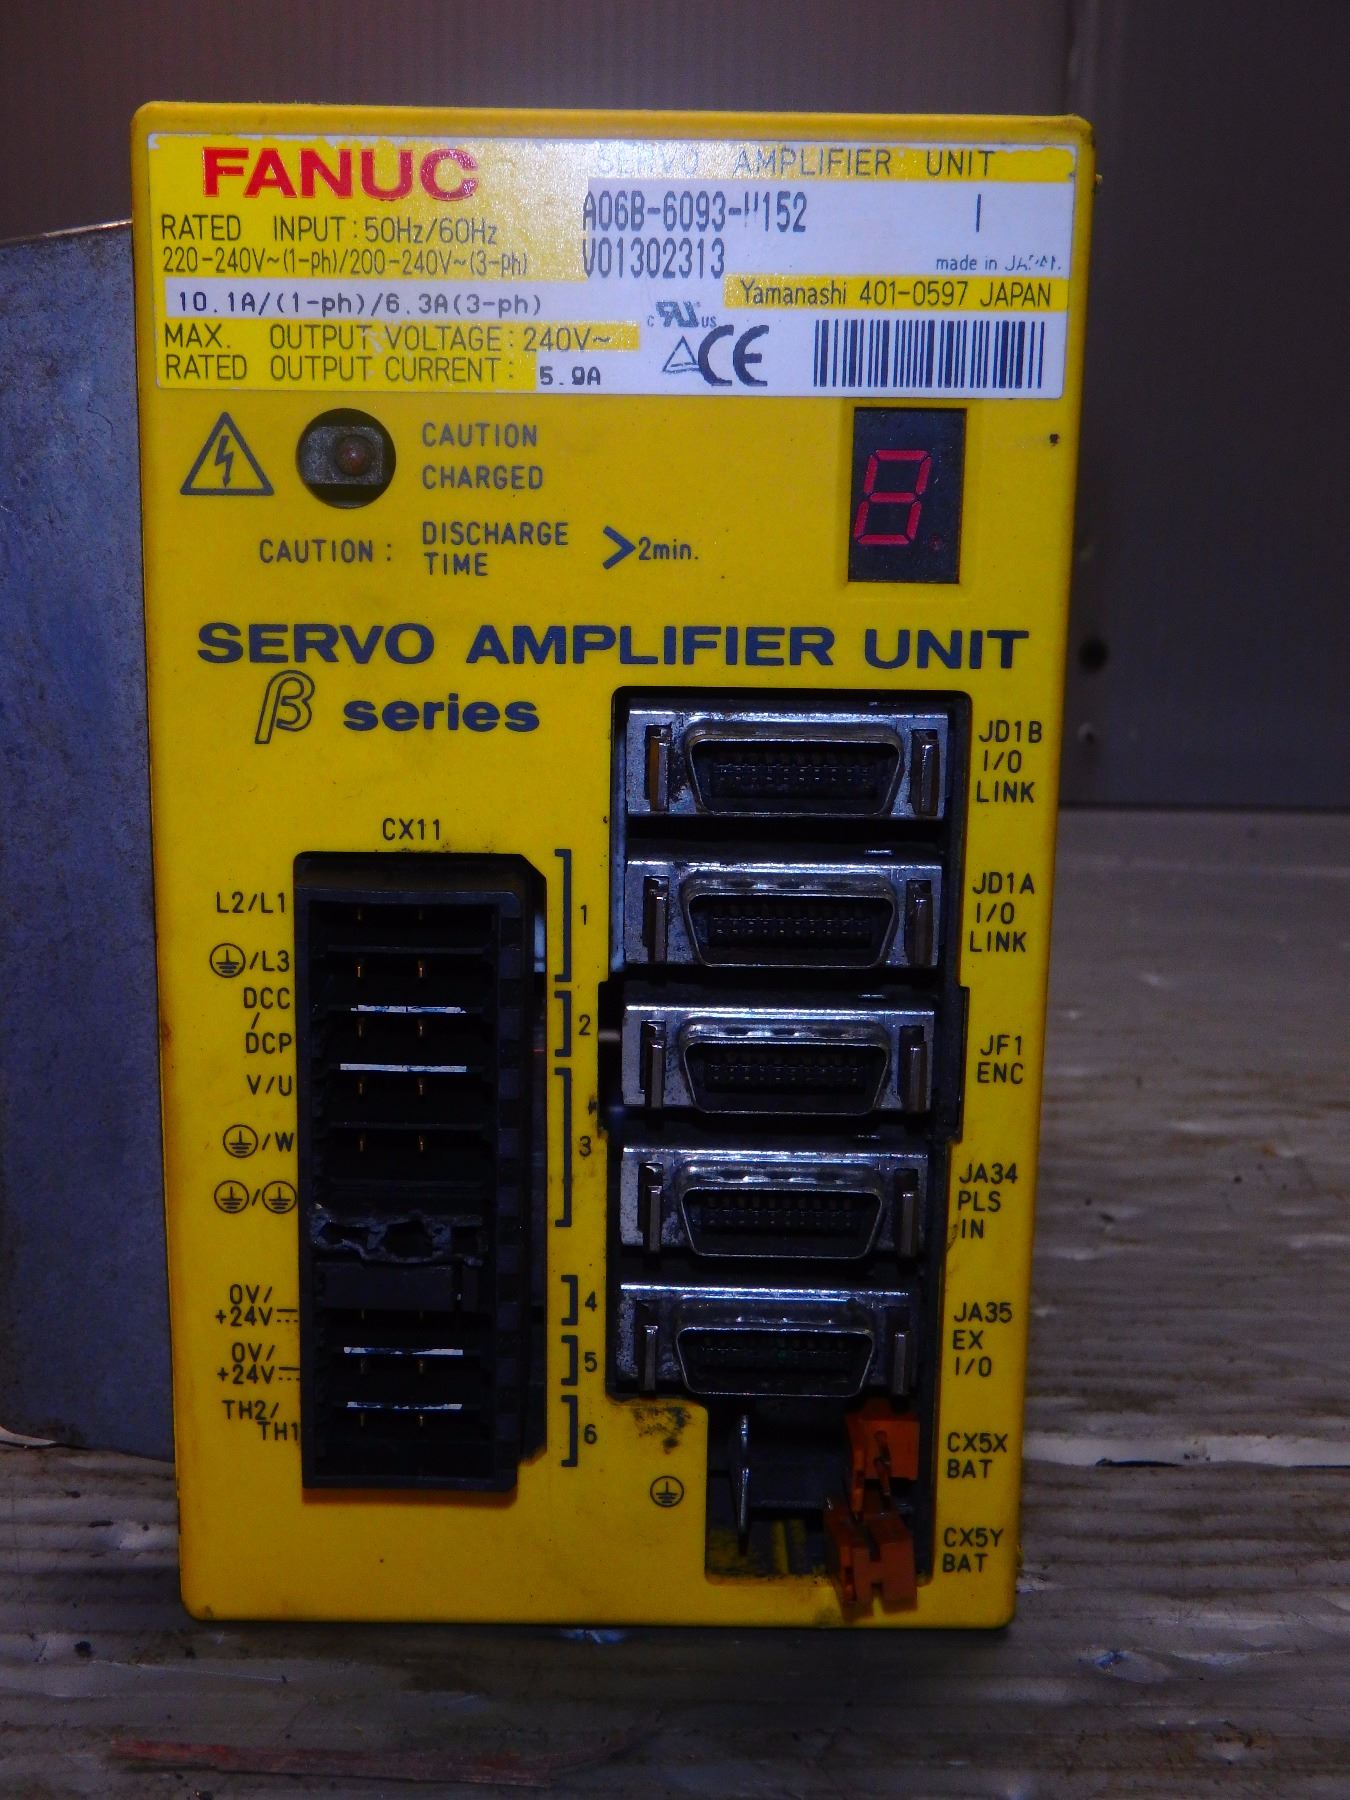 FANUC
SERVO AMPLIFIER UNIT
RATED INPUT: 50Hz/60Hz
220-240V~(1-ph)/200-240V~(3-ph)
10.1A/(1-ph)/6.3A(3-ph)
MAX. OUTPUT VOLTAGE: 240V~
RATED OUTPUT CURRENT: 5.9A
A06B-6093-H152 I
V01302313
made in JAPAN.
Yamanashi 401-0597 JAPAN
c UL US
CE
CAUTION
CHARGED
CAUTION: DISCHARGE TIME >2min.
8.
SERVO AMPLIFIER UNIT
β series
CX11
L2/L1
/L3
DCC
/
DCP
V/U
/W
/
0V/
+24V
0V/
+24V
TH2/
TH1
1
2
3
4
5
6
JD1B
I/O
LINK
JD1A
I/O
LINK
JF1
ENC
JA34
PLS
IN
JA35
EX
I/O
CX5X
BAT
CX5Y
BAT